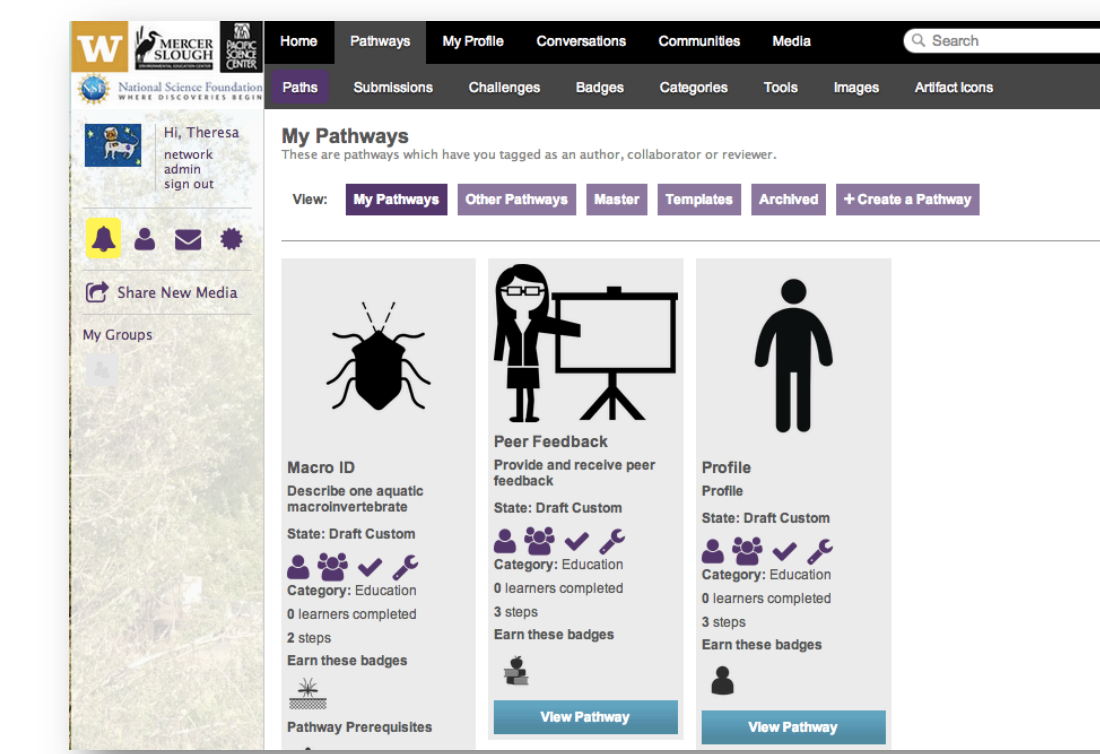 W
MERCER
SLOUGH
PACIFIC
SCIENCE
CENTER
NSF
National Science Foundation
WHERE DISCOVERIES BEGIN
Home Pathways My Profile Conversations Communities Media Search
Paths Submissions Challenges Badges Categories Tools Images Artifact Icons
Hi, Theresa
network
admin
sign out
Share New Media
My Groups
My Pathways
These are pathways which have you tagged as an author, collaborator or reviewer.
View: My Pathways Other Pathways Master Templates Archived + Create a Pathway
Macro ID
Describe one aquatic
macroinvertebrate
State: Draft Custom
Category: Education
0 learners completed
2 steps
Earn these badges
Pathway Prerequisites
Peer Feedback
Provide and receive peer
feedback
State: Draft Custom
Category: Education
0 learners completed
3 steps
Earn these badges
View Pathway
Profile
Profile
State: Draft Custom
Category: Education
0 learners completed
3 steps
Earn these badges
View Pathway